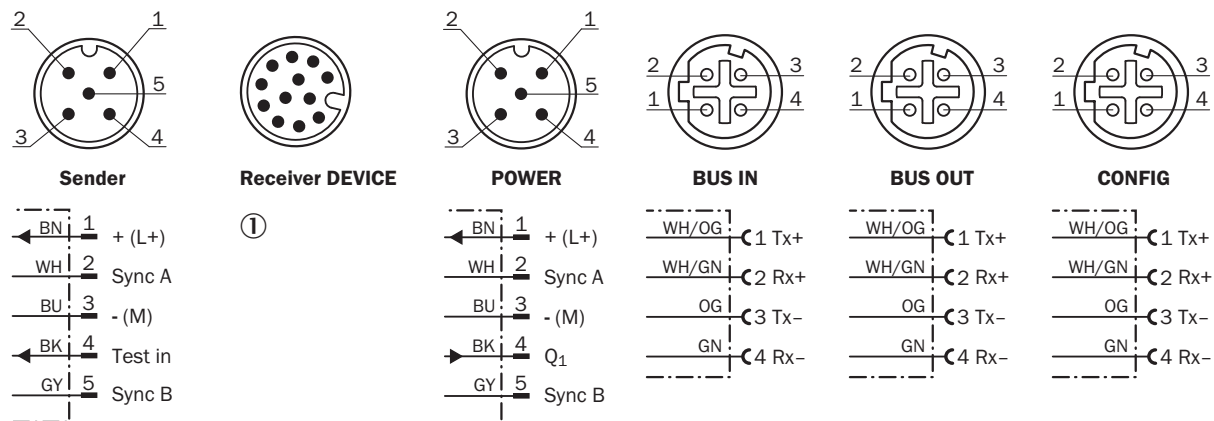 2 1 5 3 4
Sender
BN 1 + (L+)
WH 2 Sync A
BU 3 - (M)
BK 4 Test in
GY 5 Sync B
Receiver DEVICE
①
2 1 5 3 4
POWER
BN 1 + (L+)
WH 2 Sync A
BU 3 - (M)
BK 4 Q1
GY 5 Sync B
2 3 1 4
BUS IN
WH/OG 1 Tx+
WH/GN 2 Rx+
OG 3 Tx–
GN 4 Rx–
2 3 1 4
BUS OUT
WH/OG 1 Tx+
WH/GN 2 Rx+
OG 3 Tx–
GN 4 Rx–
2 3 1 4
CONFIG
WH/OG 1 Tx+
WH/GN 2 Rx+
OG 3 Tx–
GN 4 Rx–